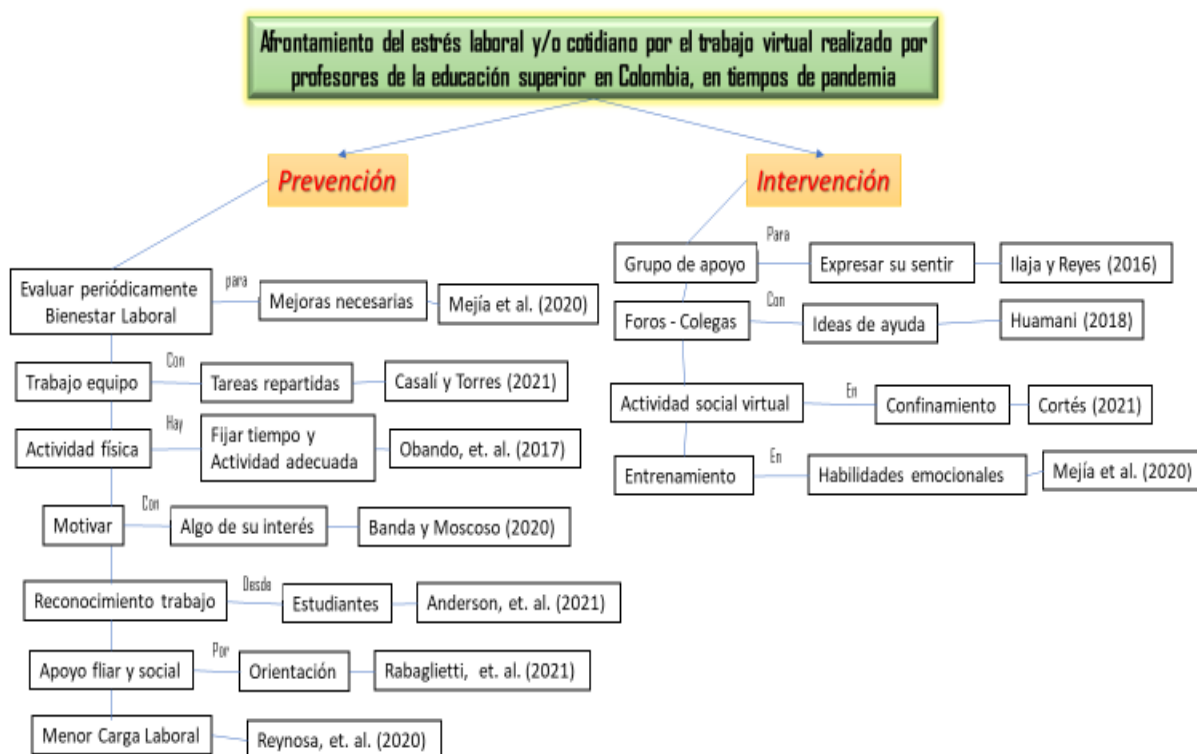 Afrontamiento del estrés laboral y/o cotidiano por el trabajo virtual realizado por
profesores de la educación superior en Colombia, en tiempos de pandemia
Prevención
Evaluar periódicamente
Bienestar Laboral
para
Mejoras necesarias
Mejía et al. (2020)
Trabajo equipo
Con
Tareas repartidas
Casalí y Torres (2021)
Actividad física
Hay
Fijar tiempo y
Actividad adecuada
Obando, et. al. (2017)
Motivar
Con
Algo de su interés
Banda y Moscoso (2020)
Reconocimiento trabajo
Desde
Estudiantes
Anderson, et. al. (2021)
Apoyo fliar y social
Por
Orientación
Rabaglietti, et. al. (2021)
Menor Carga Laboral
Reynosa, et. al. (2020)
Intervención
Grupo de apoyo
Para
Expresar su sentir
Ilaja y Reyes (2016)
Foros - Colegas
Con
Ideas de ayuda
Huamani (2018)
Actividad social virtual
En
Confinamiento
Cortés (2021)
Entrenamiento
En
Habilidades emocionales
Mejía et al. (2020)